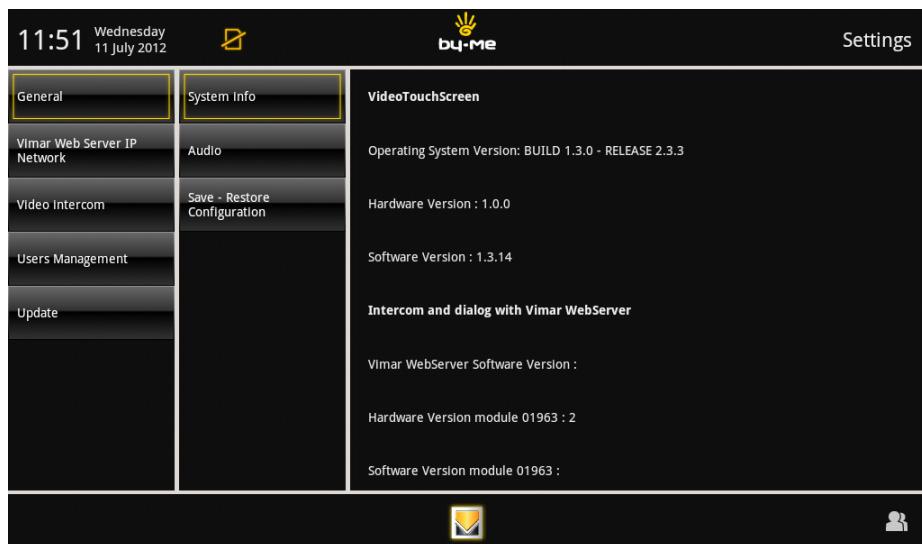 11:51
Wednesday
11 July 2012
by·me
Settings
General
Vimar Web Server IP
Network
Video Intercom
Users Management
Update
System Info
Audio
Save - Restore
Configuration
VideoTouchScreen
Operating System Version: BUILD 1.3.0 - RELEASE 2.3.3
Hardware Version : 1.0.0
Software Version : 1.3.14
Intercom and dialog with Vimar WebServer
Vimar WebServer Software Version :
Hardware Version module 01963 : 2
Software Version module 01963 :